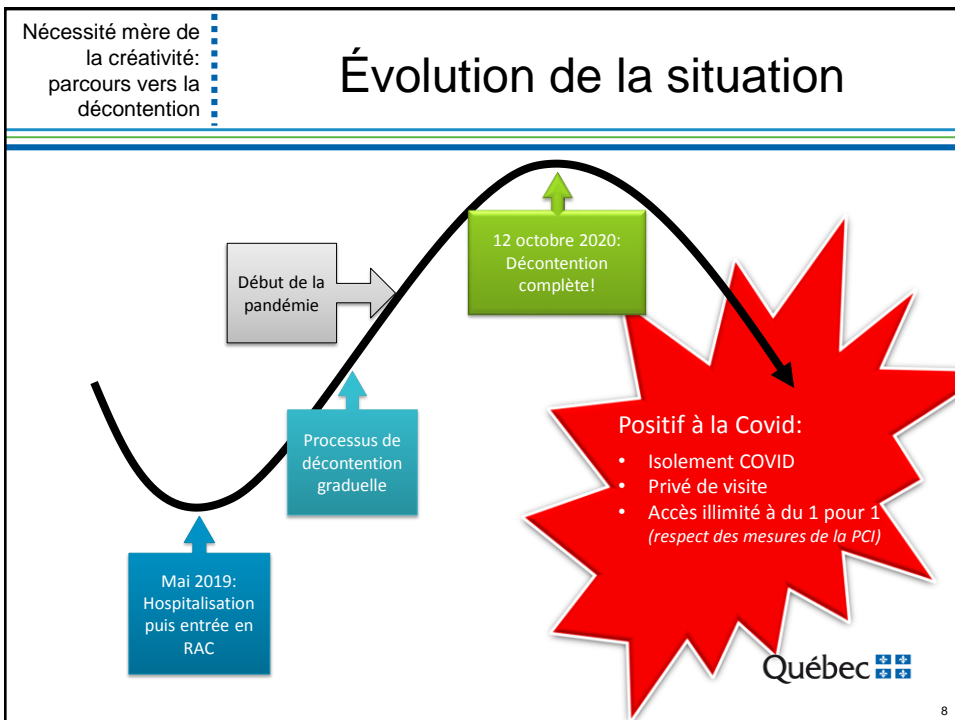 Nécessité mère de
la créativité:
parcours vers la
décontention
Évolution de la situation
12 octobre 2020:
Décontention
complète!
Début de la
pandémie
Processus de
décontention
graduelle
Positif à la Covid:
• Isolement COVID
• Privé de visite
• Accès illimité à du 1 pour 1
(respect des mesures de la PCI)
Mai 2019:
Hospitalisation
puis entrée en
RAC
Québec
8